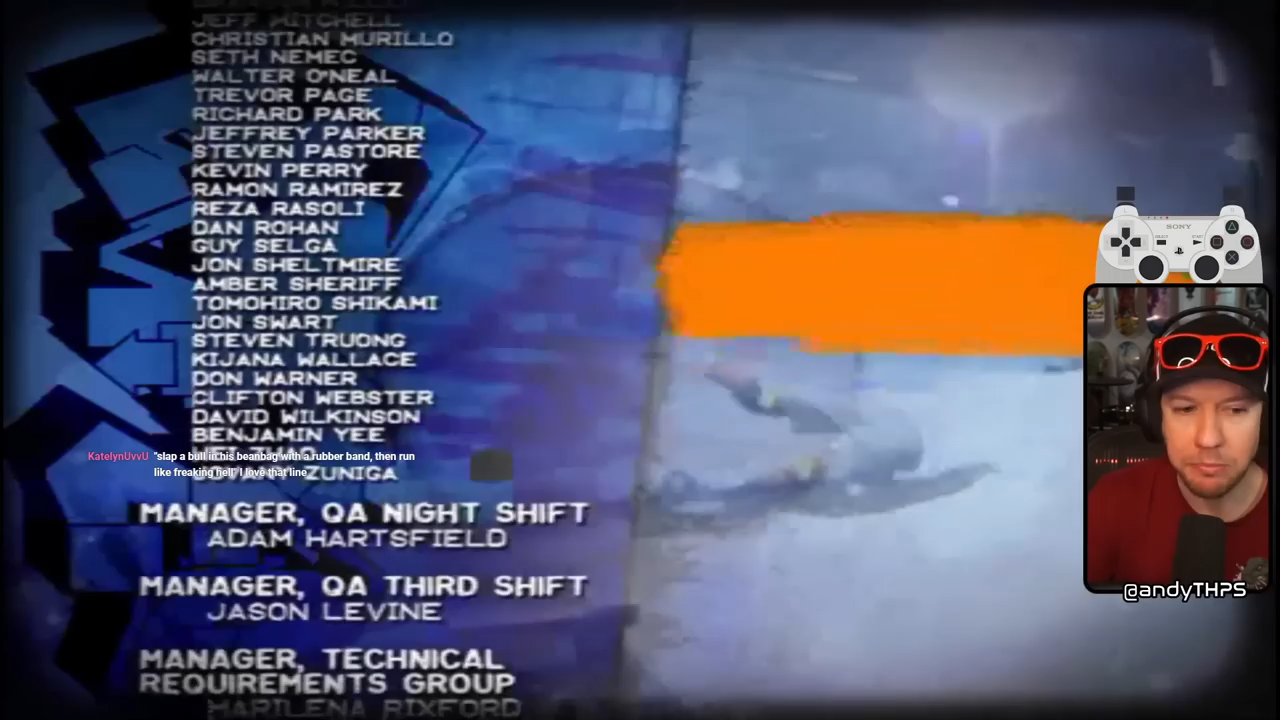 JEFF MITCHELL
CHRISTIAN MURILLO
SETH NEMEC
WALTER O'NEAL
TREVOR PAGE
RICHARD PARK
JEFFREY PARKER
STEVEN PASTORE
KEVIN PERRY
RAMON RAMIREZ
REZA RASOLI
DAN ROHAN
GUY SELGA
JON SHELTMIRE
AMBER SHERIFF
TOMOHIRO SHIKAMI
JON SWART
STEVEN TRUONG
KIJANA WALLACE
DON WARNER
CLIFTON WEBSTER
DAVID WILKINSON
BENJAMIN YEE
KatelynUvvU "slap a bull in his beanbag with a rubber band, then run
like freaking hell" I love that line
ZUNIGA
MANAGER, QA NIGHT SHIFT
ADAM HARTSFIELD
MANAGER, QA THIRD SHIFT
JASON LEVINE
MANAGER, TECHNICAL
REQUIREMENTS GROUP
MARILENA RIXFORD
SONY
SELECT
START
@andyTHPS